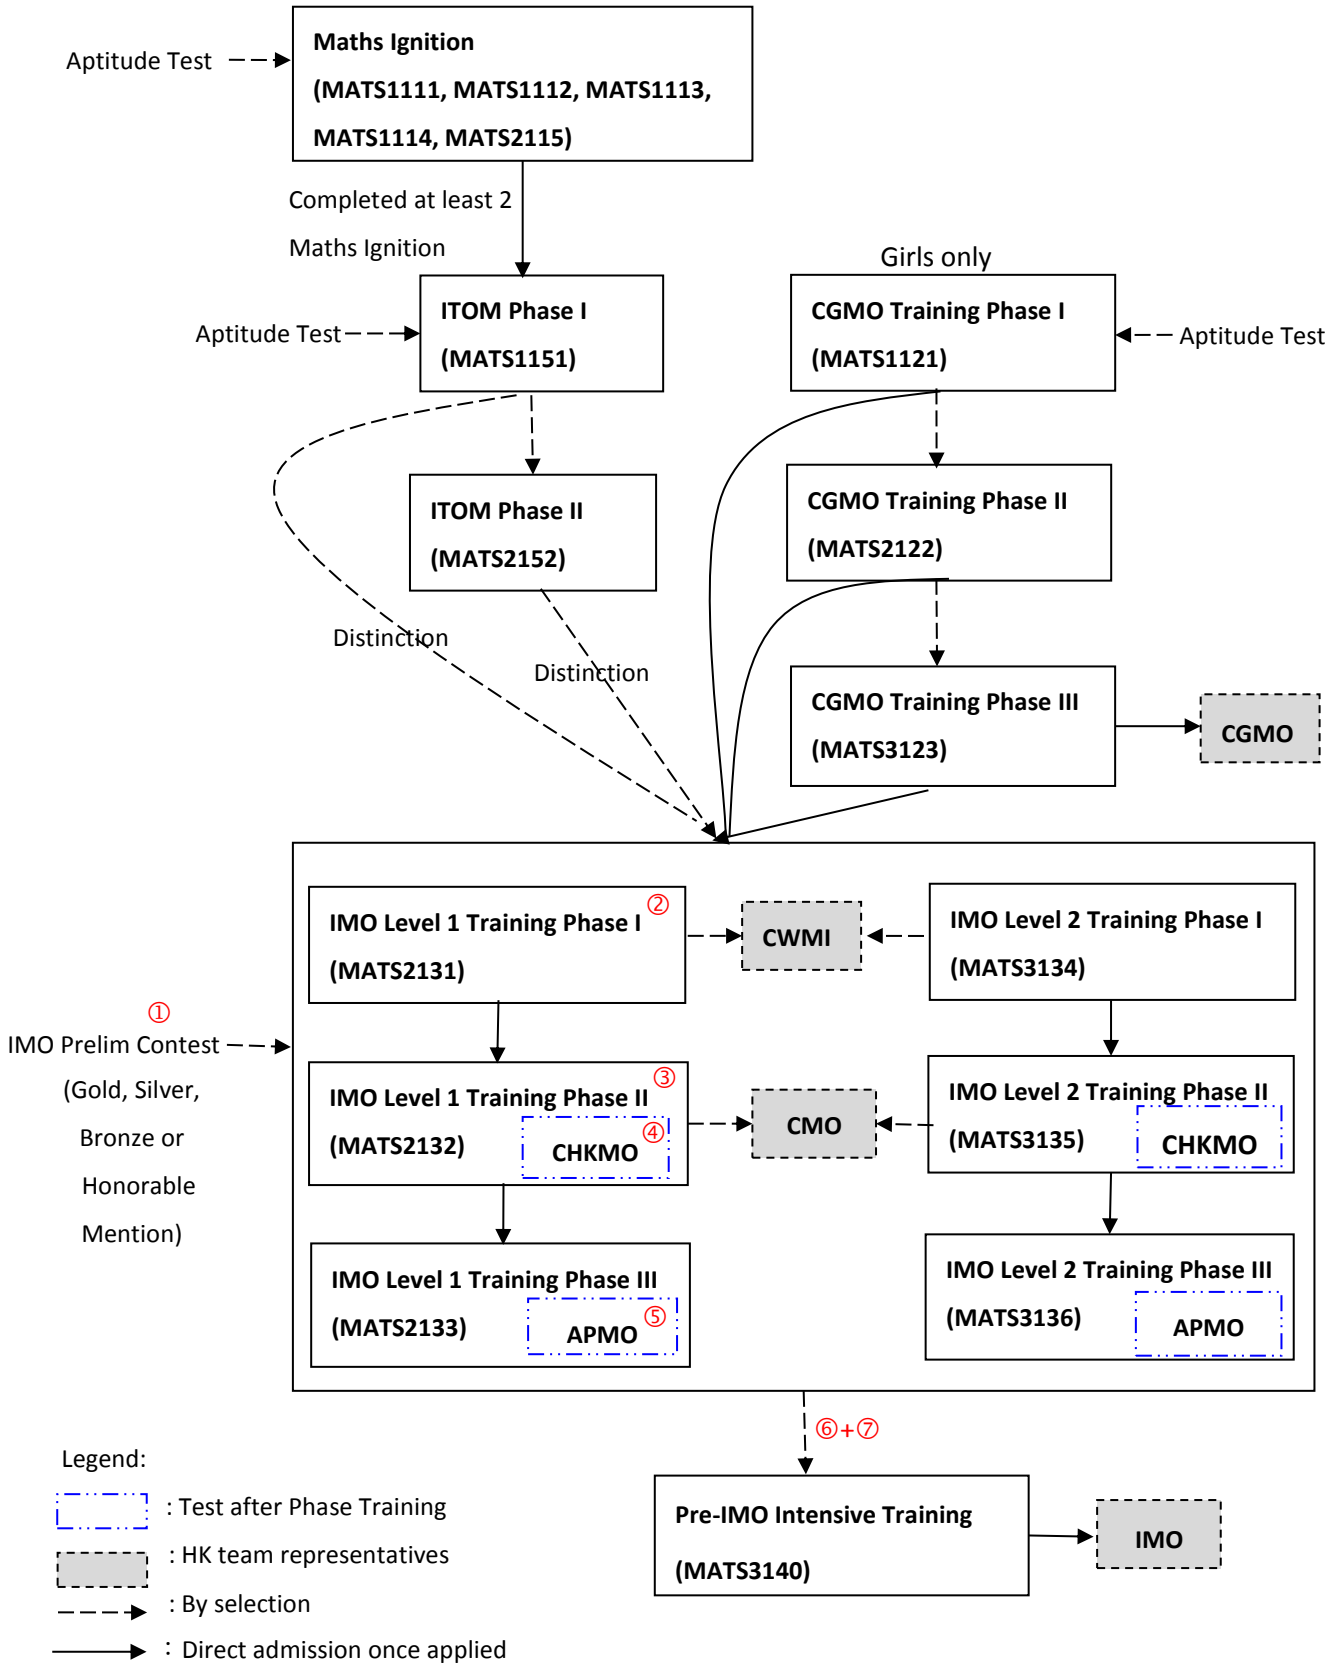 Maths Ignition
(MATS1111, MATS1112, MATS1113,
MATS1114, MATS2115)
Aptitude Test
Completed at least 2
Maths Ignition
Girls only
ITOM Phase I
(MATS1151)
Aptitude Test
CGMO Training Phase I
(MATS1121)
Aptitude Test
ITOM Phase II
(MATS2152)
CGMO Training Phase II
(MATS2122)
Distinction
Distinction
CGMO Training Phase III
(MATS3123)
CGMO
IMO Level 1 Training Phase I ②
(MATS2131)
CWMI
IMO Level 2 Training Phase I
(MATS3134)
①
IMO Prelim Contest
(Gold, Silver,
Bronze or
Honorable
Mention)
IMO Level 1 Training Phase II ③
(MATS2132)
CHKMO ④
CMO
IMO Level 2 Training Phase II
(MATS3135)
CHKMO
IMO Level 1 Training Phase III
(MATS2133)
APMO ⑤
IMO Level 2 Training Phase III
(MATS3136)
APMO
⑥+⑦
Pre-IMO Intensive Training
(MATS3140)
IMO
Legend:
: Test after Phase Training
: HK team representatives
: By selection
: Direct admission once applied